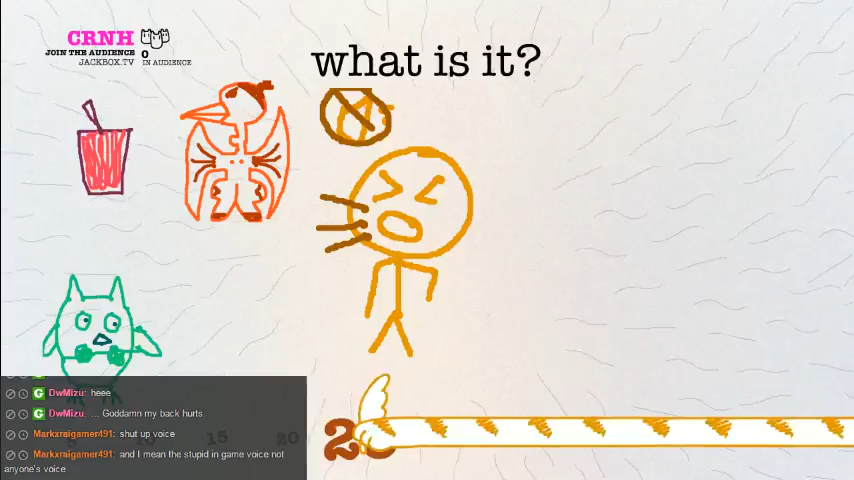 CRNH
JOIN THE AUDIENCE
JACKBOX.TV
0
IN AUDIENCE
what is it?
DwMizu: heee
DwMizu: ... Goddamn my back hurts.
Markxraigamer491: shut up voice
Markxraigamer491: and I mean the stupid in game voice not
anyone's voice
10 15 20